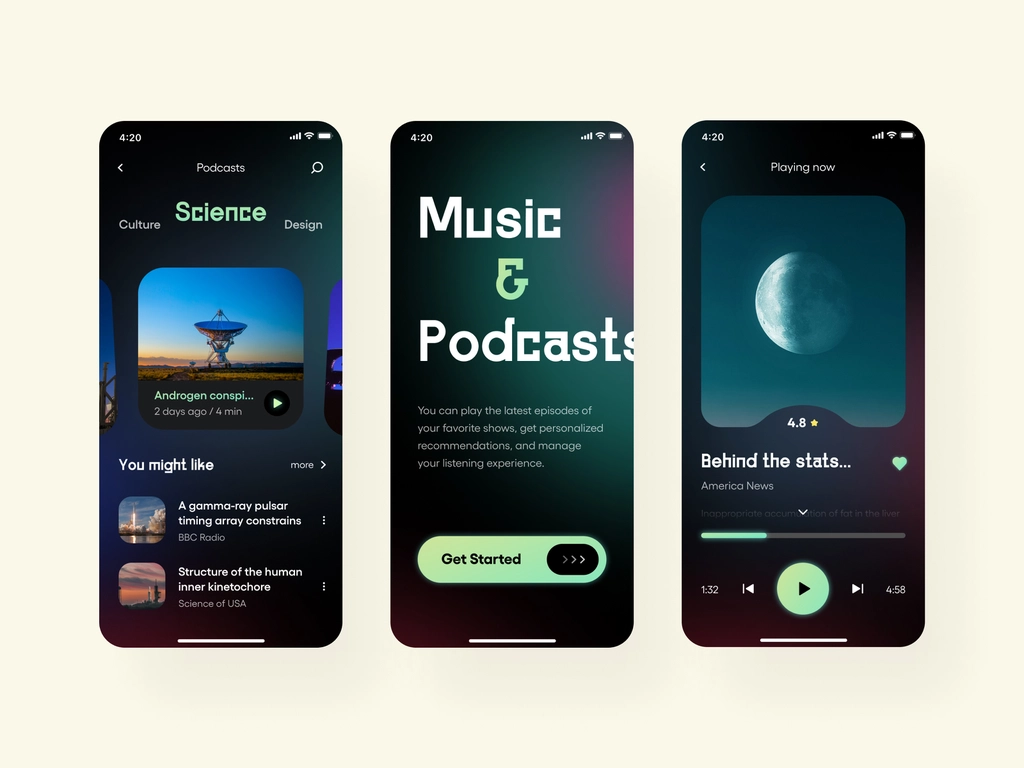 4:20
Podcasts
Culture Science Design
Androgen conspi...
2 days ago / 4 min
You might like
more
A gamma-ray pulsar
timing array constrains
BBC Radio
Structure of the human
inner kinetochore
Science of USA
4:20
Music
&
Podcasts
You can play the latest episodes of
your favorite shows, get personalized
recommendations, and manage
your listening experience.
Get Started
4:20
Playing now
4.8
Behind the stats...
America News
Inappropriate accumulation of fat in the liver.
1:32
4:58